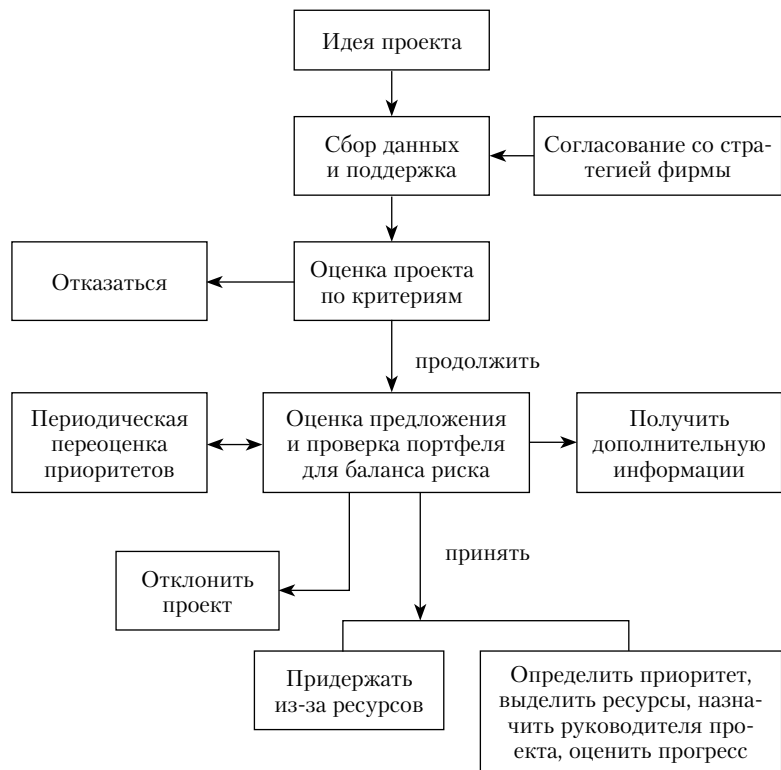 Идея проекта
Сбор данных
и поддержка
Согласование со стра-
тегией фирмы
Отказаться
Оценка проекта
по критериям
продолжить
Периодическая
переоценка
приоритетов
Оценка предложения
и проверка портфеля
для баланса риска
Получить
дополнительную
информации
принять
Отклонить
проект
Придержать
из-за ресурсов
Определить приоритет,
выделить ресурсы, назна-
чить руководителя про-
екта, оценить прогресс